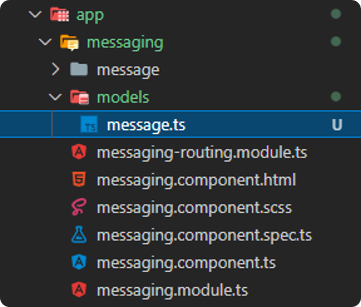 app
messaging
message
models
TS message.ts U
messaging-routing.module.ts
messaging.component.html
messaging.component.scss
messaging.component.spec.ts
messaging.component.ts
messaging.module.ts